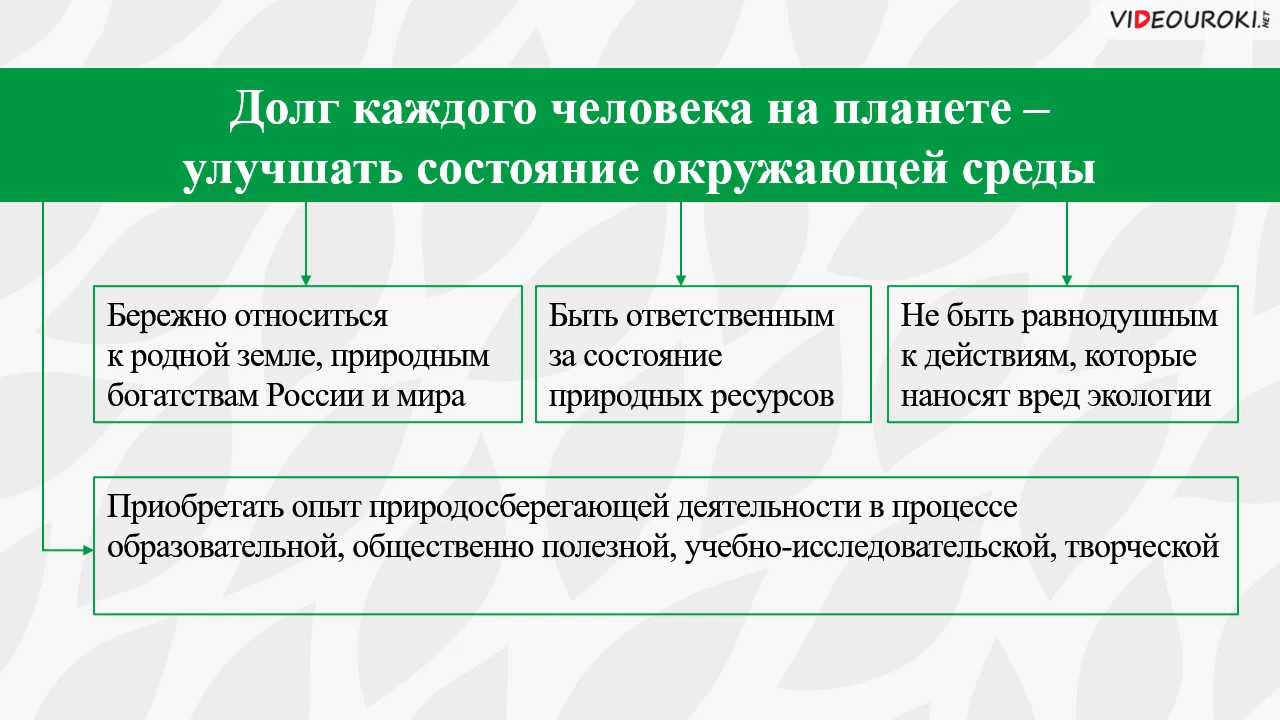 VIDEOUROKI.NET
Долг каждого человека на планете –
улучшать состояние окружающей среды
Бережно относиться
к родной земле, природным
богатствам России и мира
Быть ответственным
за состояние
природных ресурсов
Не быть равнодушным
к действиям, которые
наносят вред экологии
Приобретать опыт природосберегающей деятельности в процессе
образовательной, общественно полезной, учебно-исследовательской, творческой